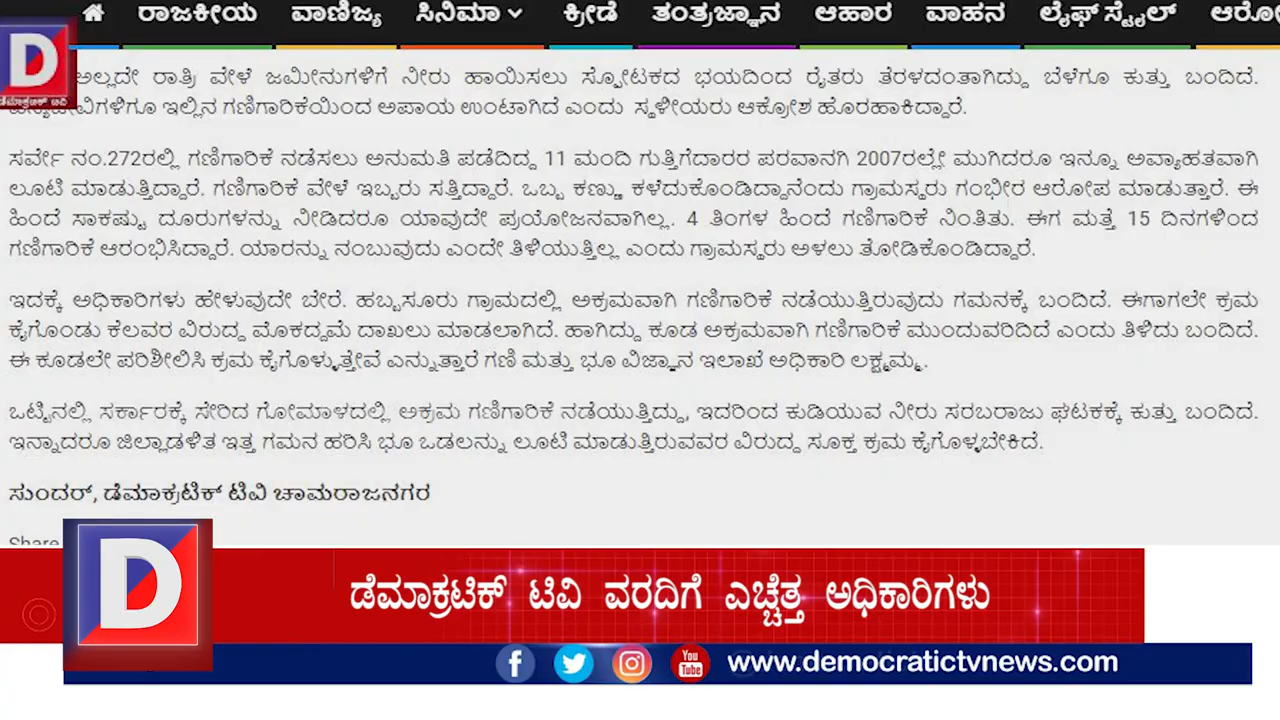 ರಾಜಕೀಯ ವಾಣಿಜ್ಯ ಸಿನಿಮಾ ಕ್ರೀಡೆ ತಂತ್ರಜ್ಞಾನ ಆಹಾರ ವಾಹನ ಲೈಫ್ ಸ್ಟೈಲ್
D
ಡೆಮಾಕ್ರಟಿಕ್ ಟಿವಿ
ಅಲ್ಲದೇ ರಾತ್ರಿ ವೇಳೆ ಜಮೀನುಗಳಿಗೆ ನೀರು ಹಾಯಿಸಲು ಸ್ಫೋಟಕದ ಭಯದಿಂದ ರೈತರು ತೆರಳದಂತಾಗಿದ್ದು ಬೆಳೆಗೂ ಕುತ್ತು ಬಂದಿದೆ.
ಇಲ್ಲಿನ ಗಣಿಗಾರಿಕೆಯಿಂದ ಅಪಾಯ ಉಂಟಾಗಿದೆ ಎಂದು ಸ್ಥಳೀಯರು ಆಕ್ರೋಶ ಹೊರಹಾಕಿದ್ದಾರೆ.
ಸರ್ವೇ ನಂ.272ರಲ್ಲಿ ಗಣಿಗಾರಿಕೆ ನಡೆಸಲು ಅನುಮತಿ ಪಡೆದಿದ್ದ 11 ಮಂದಿ ಗುತ್ತಿಗೆದಾರರ ಪರವಾನಗಿ 2007ರಲ್ಲೇ ಮುಗಿದರೂ ಇನ್ನೂ ಅವ್ಯಾಹತವಾಗಿ
ಲೂಟಿ ಮಾಡುತ್ತಿದ್ದಾರೆ. ಗಣಿಗಾರಿಕೆ ವೇಳೆ ಇಬ್ಬರು ಸತ್ತಿದ್ದಾರೆ. ಒಬ್ಬ ಕಣ್ಣು ಕಳೆದುಕೊಂಡಿದ್ದಾನೆಂದು ಗ್ರಾಮಸ್ಥರು ಗಂಭೀರ ಆರೋಪ ಮಾಡುತ್ತಾರೆ. ಈ
ಹಿಂದೆ ಸಾಕಷ್ಟು ದೂರುಗಳನ್ನು ನೀಡಿದರೂ ಯಾವುದೇ ಪ್ರಯೋಜನವಾಗಿಲ್ಲ. 4 ತಿಂಗಳ ಹಿಂದೆ ಗಣಿಗಾರಿಕೆ ನಿಂತಿತು. ಈಗ ಮತ್ತೆ 15 ದಿನಗಳಿಂದ
ಗಣಿಗಾರಿಕೆ ಆರಂಭಿಸಿದ್ದಾರೆ. ಯಾರನ್ನು ನಂಬುವುದು ಎಂದೇ ತಿಳಿಯುತ್ತಿಲ್ಲ ಎಂದು ಗ್ರಾಮಸ್ಥರು ಅಳಲು ತೋಡಿಕೊಂಡಿದ್ದಾರೆ.
ಇದಕ್ಕೆ ಅಧಿಕಾರಿಗಳು ಹೇಳುವುದೇ ಬೇರೆ. ಹಬ್ಬಸೂರು ಗ್ರಾಮದಲ್ಲಿ ಅಕ್ರಮವಾಗಿ ಗಣಿಗಾರಿಕೆ ನಡೆಯುತ್ತಿರುವುದು ಗಮನಕ್ಕೆ ಬಂದಿದೆ. ಈಗಾಗಲೇ ಕ್ರಮ
ಕೈಗೊಂಡು ಕೆಲವರ ವಿರುದ್ದ ಮೊಕದ್ದಮೆ ದಾಖಲು ಮಾಡಲಾಗಿದೆ. ಹಾಗಿದ್ದು ಕೂಡ ಅಕ್ರಮವಾಗಿ ಗಣಿಗಾರಿಕೆ ಮುಂದುವರಿದಿದೆ ಎಂದು ತಿಳಿದು ಬಂದಿದೆ.
ಈ ಕೂಡಲೇ ಪರಿಶೀಲಿಸಿ ಕ್ರಮ ಕೈಗೊಳ್ಳುತ್ತೇವೆ ಎನ್ನುತ್ತಾರೆ ಗಣಿ ಮತ್ತು ಭೂ ವಿಜ್ಞಾನ ಇಲಾಖೆ ಅಧಿಕಾರಿ ಲಕ್ಷ್ಮಮ್ಮ.
ಒಟ್ಟಿನಲ್ಲಿ ಸರ್ಕಾರಕ್ಕೆ ಸೇರಿದ ಗೋಮಾಳದಲ್ಲಿ ಅಕ್ರಮ ಗಣಿಗಾರಿಕೆ ನಡೆಯುತ್ತಿದ್ದು, ಇದರಿಂದ ಕುಡಿಯುವ ನೀರು ಸರಬರಾಜು ಘಟಕಕ್ಕೆ ಕುತ್ತು ಬಂದಿದೆ.
ಇನ್ನಾದರೂ ಜಿಲ್ಲಾಡಳಿತ ಇತ್ತ ಗಮನ ಹರಿಸಿ ಭೂ ಒಡಲನ್ನು ಲೂಟಿ ಮಾಡುತ್ತಿರುವವರ ವಿರುದ್ದ ಸೂಕ್ತ ಕ್ರಮ ಕೈಗೊಳ್ಳಬೇಕಿದೆ.
ಸುಂದರ್, ಡೆಮಾಕ್ರಟಿಕ್ ಟಿವಿ ಚಾಮರಾಜನಗರ
Share
D
ಡೆಮಾಕ್ರಟಿಕ್ ಟಿವಿ ವರದಿಗೆ ಎಚ್ಚೆತ್ತ ಅಧಿಕಾರಿಗಳು
You Tube www.democratictvnews.com